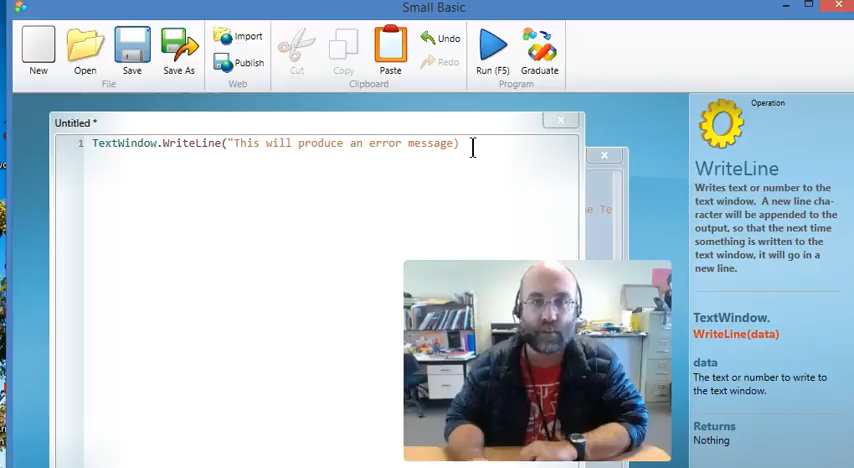 Small Basic
New
Open
Save
Save As
Import
Publish
Cut
Copy
Paste
Undo
Redo
Run (F5)
Graduate
File
Web
Clipboard
Program
Untitled *
1 TextWindow.WriteLine("This will produce an error message)
e Te
Operation
WriteLine
Writes text or number to the
text window. A new line cha-
racter will be appended to the
output, so that the next time
something is written to the
text window, it will go in a
new line.
TextWindow.
WriteLine(data)
data
The text or number to write to
the text window.
Returns
Nothing